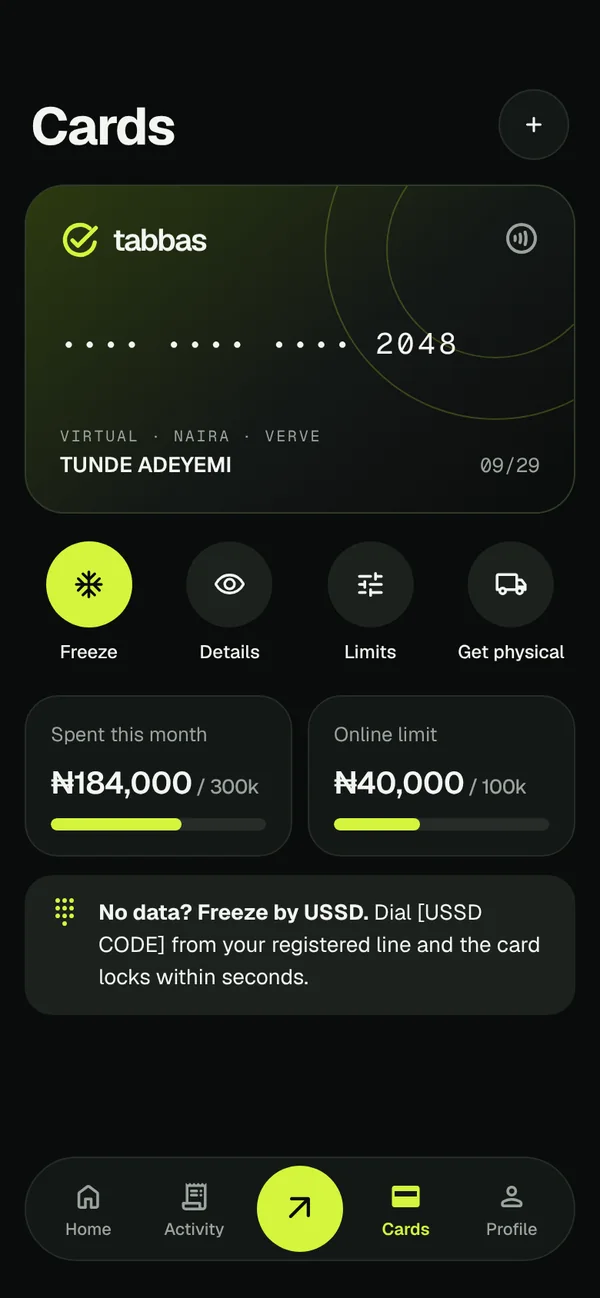 Cards
tabbas
•••• •••• •••• 2048
VIRTUAL · NAIRA · VERVE
TUNDE ADEYEMI
09/29
Freeze
Details
Limits
Get physical
Spent this month
₦184,000 / 300k
Online limit
₦40,000 / 100k
No data? Freeze by USSD. Dial [USSD
CODE] from your registered line and the card
locks within seconds.
Home
Activity
Cards
Profile